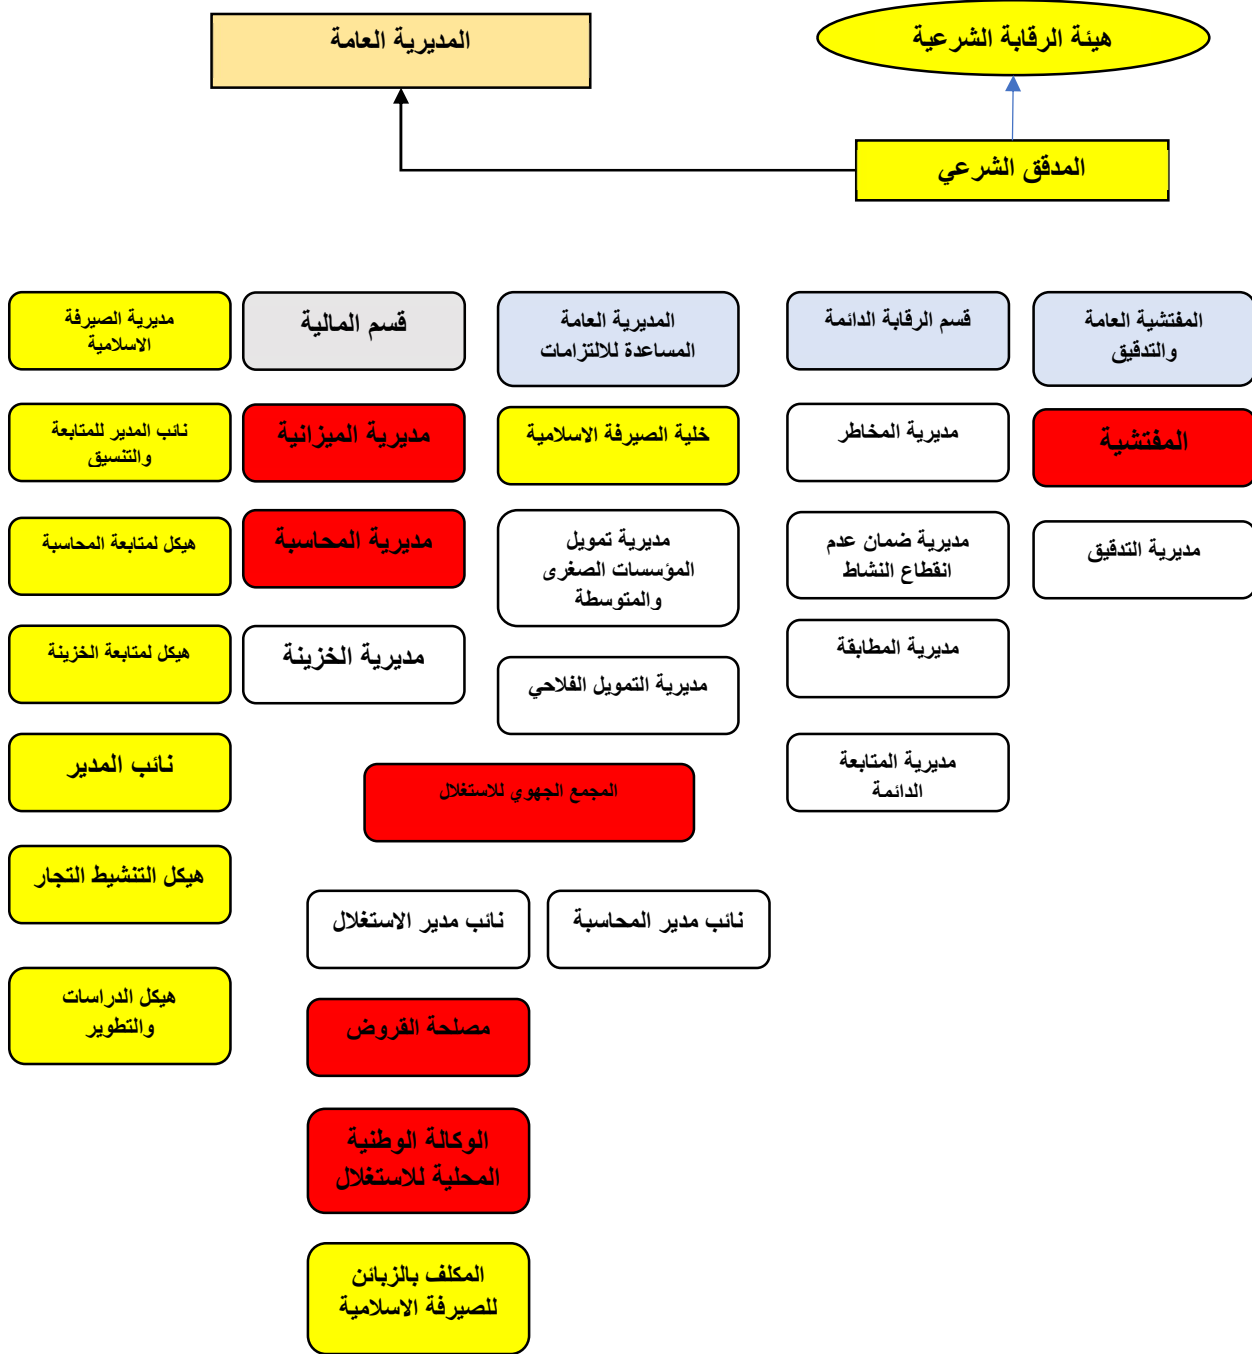 هيئة الرقابة الشرعية
المديرية العامة
المدقق الشرعي
المفتشية العامة
والتدقيق
قسم الرقابة الدائمة
المديرية العامة
المساعدة للالتزامات
قسم المالية
مديرية الصيرفة
الاسلامية
المفتشية
مديرية المخاطر
خلية الصيرفة الاسلامية
مديرية الميزانية
نائب المدير للمتابعة
والتنسيق
مديرية التدقيق
مديرية ضمان عدم
انقطاع النشاط
مديرية تمويل
المؤسسات الصغرى
والمتوسطة
مديرية المحاسبة
هيكل لمتابعة المحاسبة
مديرية المطابقة
مديرية التمويل الفلاحي
مديرية الخزينة
هيكل لمتابعة الخزينة
مديرية المتابعة
الدائمة
المجمع الجهوي للاستغلال
نائب المدير
نائب مدير المحاسبة
نائب مدير الاستغلال
هيكل التنشيط التجار
مصلحة القروض
هيكل الدراسات
والتطوير
الوكالة الوطنية
المحلية للاستغلال
المكلف بالزبائن
للصيرفة الاسلامية